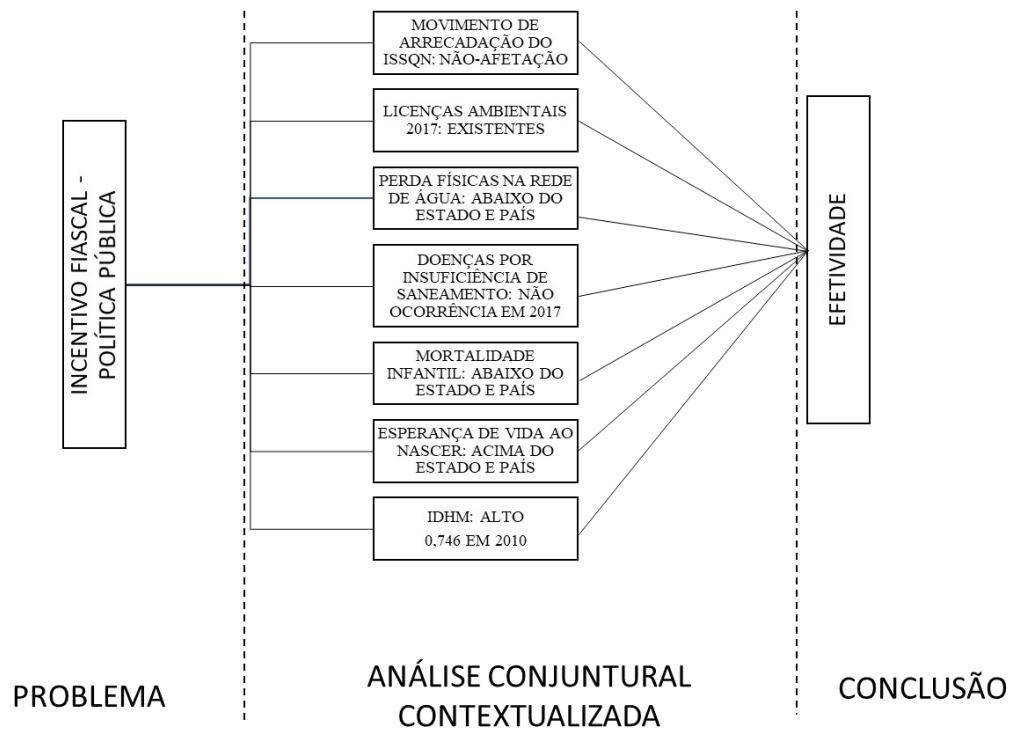 INCENTIVO FIASCAL -
POLÍTICA PÚBLICA
MOVIMENTO DE
ARRECADAÇÃO DO
ISSQN: NÃO-AFETAÇÃO
LICENÇAS AMBIENTAIS
2017: EXISTENTES
PERDA FÍSICAS NA REDE
DE ÁGUA: ABAIXO DO
ESTADO E PAÍS
DOENÇAS POR
INSUFICIÊNCIA DE
SANEAMENTO: NÃO
OCORRÊNCIA EM 2017
MORTALIDADE
INFANTIL: ABAIXO DO
ESTADO E PAÍS
ESPERANÇA DE VIDA AO
NASCER: ACIMA DO
ESTADO E PAÍS
IDHM: ALTO
0,746 EM 2010
EFETIVIDADE
PROBLEMA
ANÁLISE CONJUNTURAL
CONTEXTUALIZADA
CONCLUSÃO